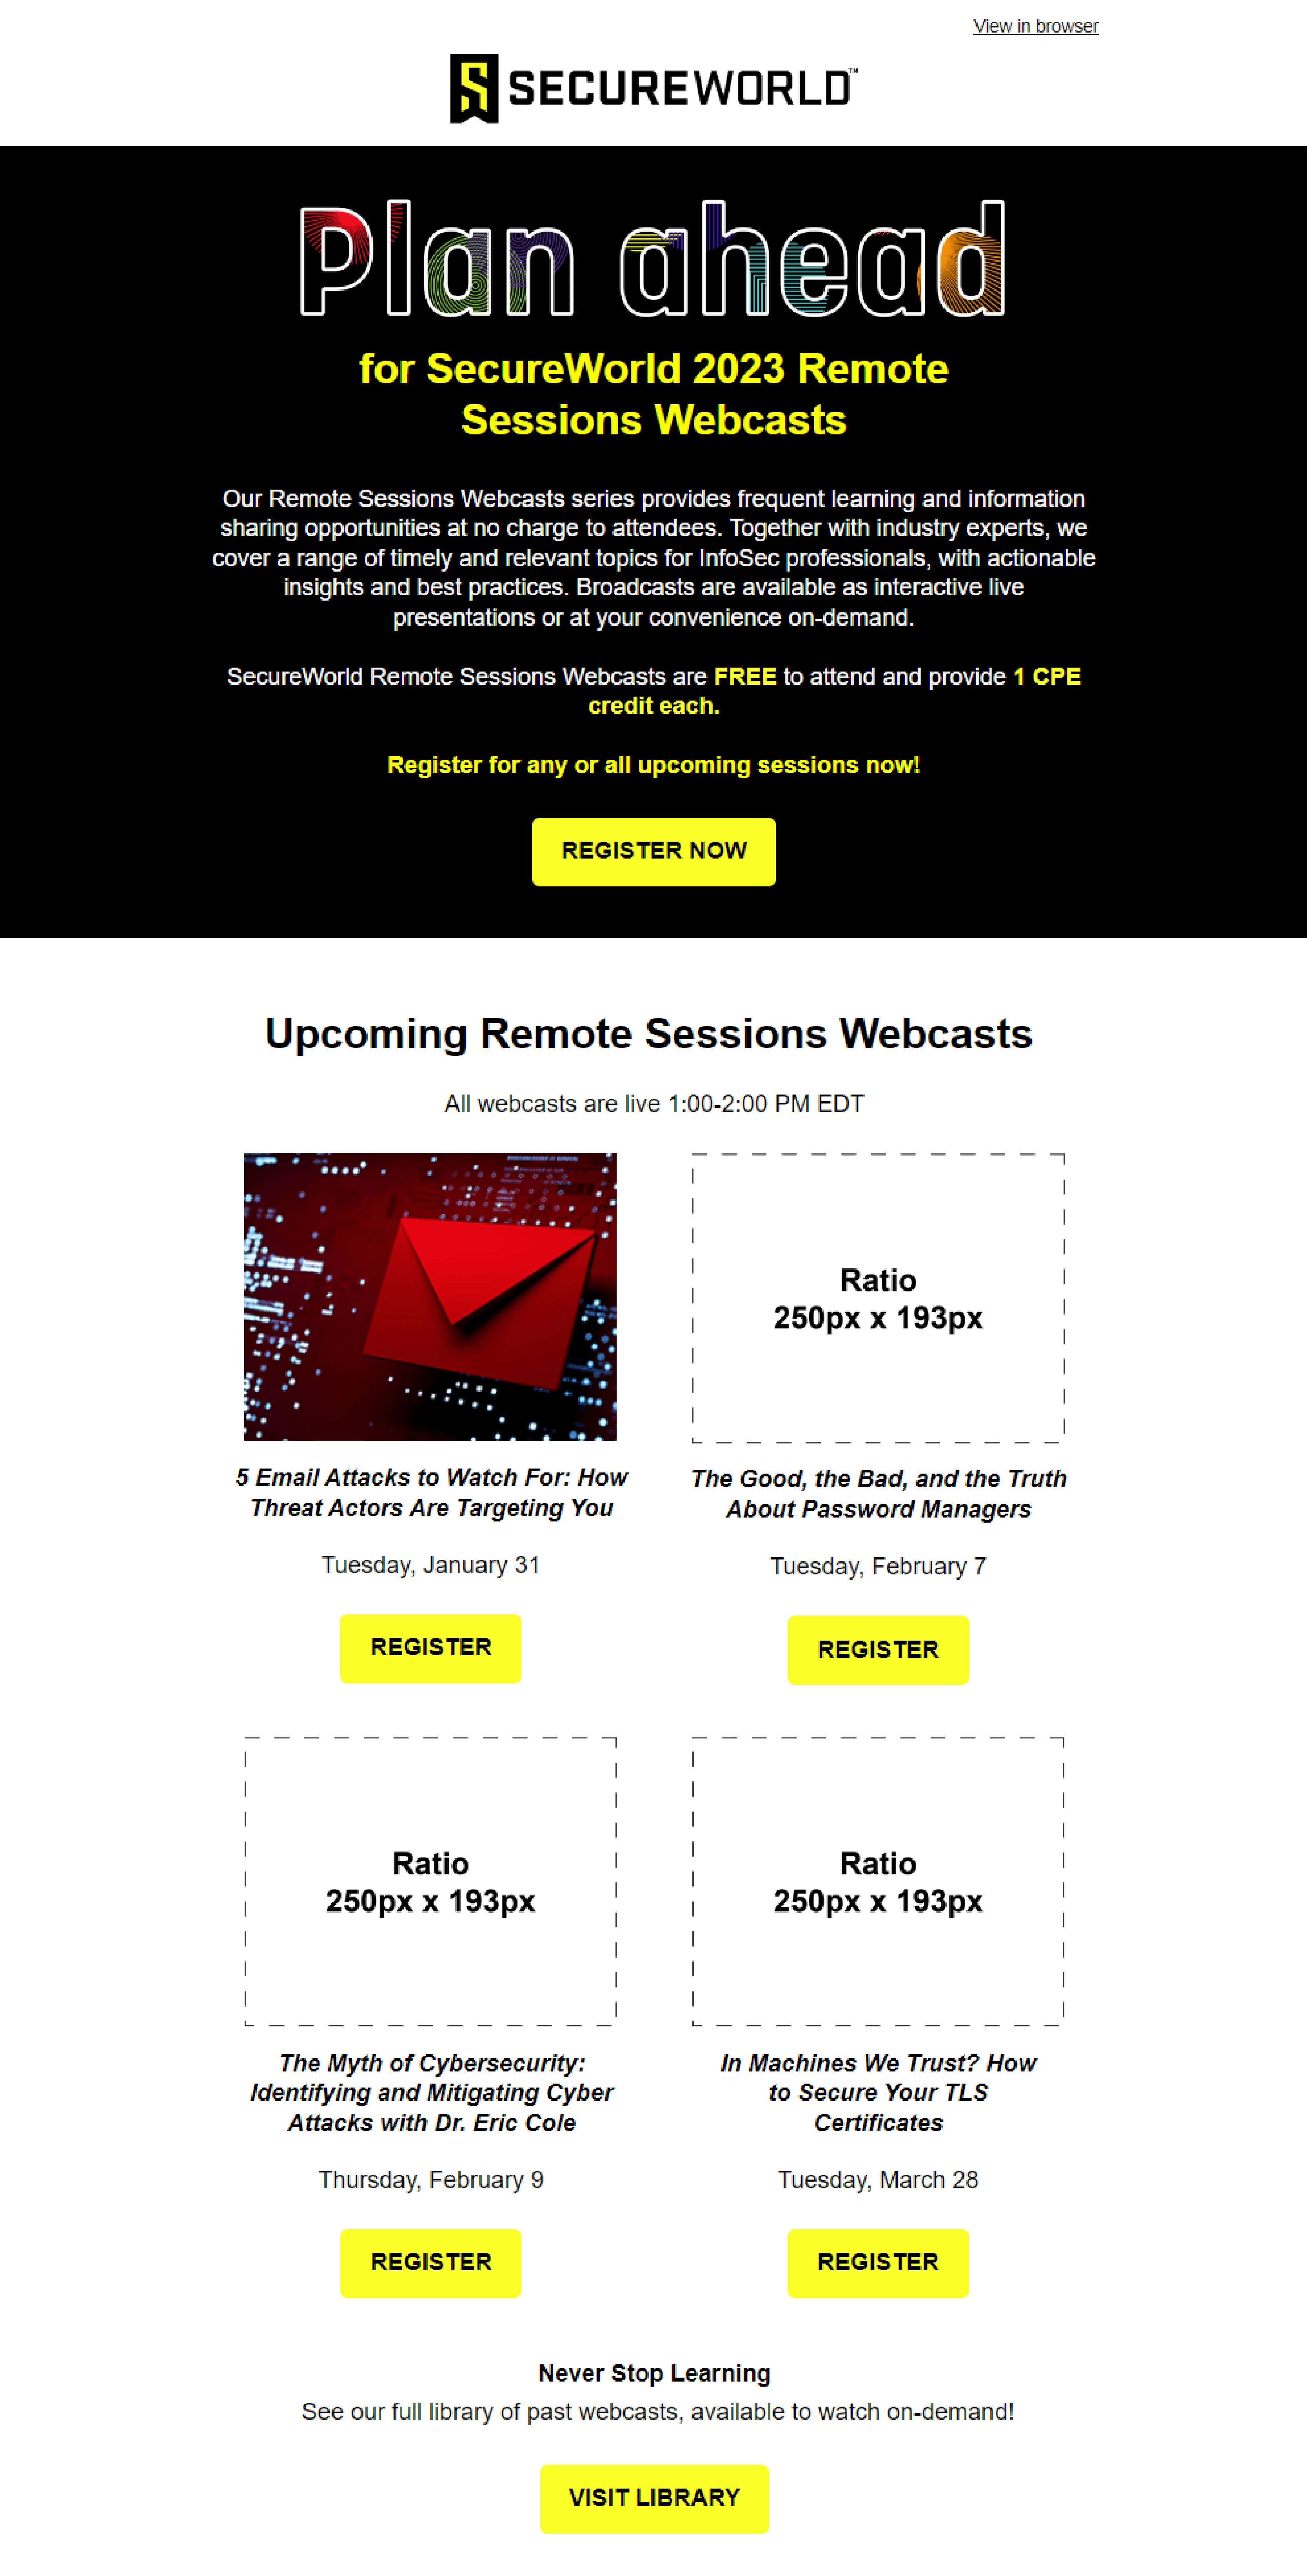 View in browser
SECUREWORLD™
Plan ahead
for SecureWorld 2023 Remote
Sessions Webcasts
Our Remote Sessions Webcasts series provides frequent learning and information
sharing opportunities at no charge to attendees. Together with industry experts, we
cover a range of timely and relevant topics for InfoSec professionals, with actionable
insights and best practices. Broadcasts are available as interactive live
presentations or at your convenience on-demand.
SecureWorld Remote Sessions Webcasts are FREE to attend and provide 1 CPE
credit each.
Register for any or all upcoming sessions now!
REGISTER NOW
Upcoming Remote Sessions Webcasts
All webcasts are live 1:00-2:00 PM EDT
5 Email Attacks to Watch For: How
Threat Actors Are Targeting You
Tuesday, January 31
REGISTER
Ratio
250px x 193px
The Good, the Bad, and the Truth
About Password Managers
Tuesday, February 7
REGISTER
Ratio
250px x 193px
The Myth of Cybersecurity:
Identifying and Mitigating Cyber
Attacks with Dr. Eric Cole
Thursday, February 9
REGISTER
Ratio
250px x 193px
In Machines We Trust? How
to Secure Your TLS
Certificates
Tuesday, March 28
REGISTER
Never Stop Learning
See our full library of past webcasts, available to watch on-demand!
VISIT LIBRARY